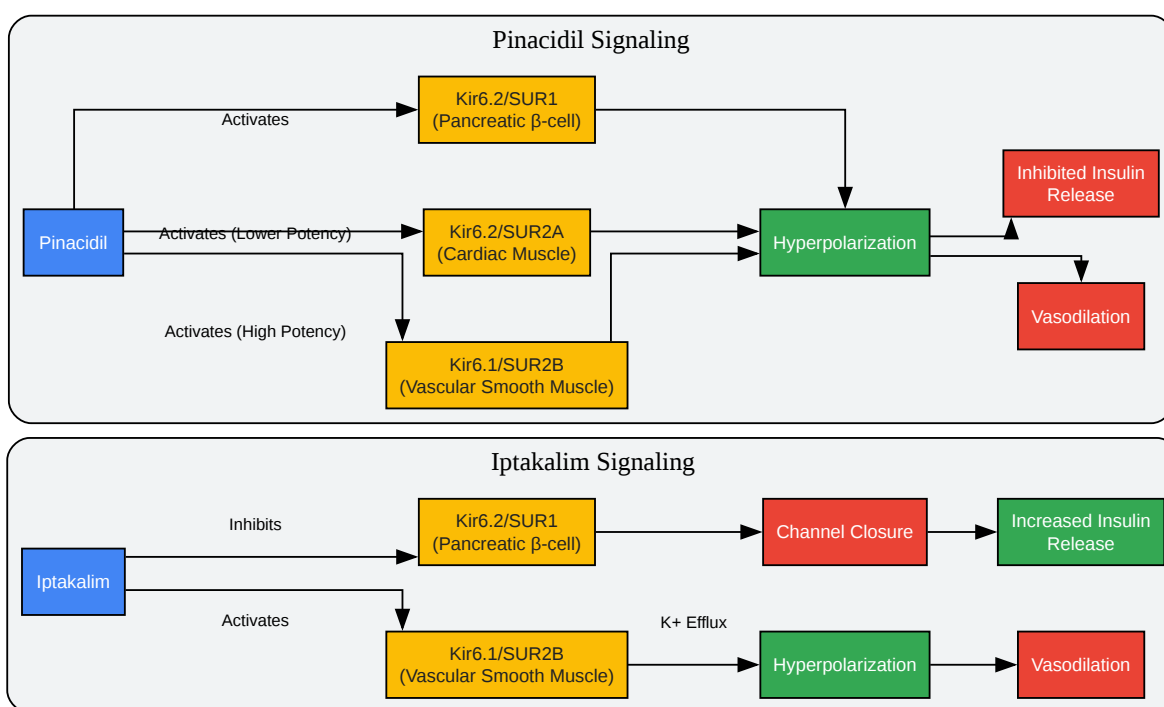 Pinacidil Signaling
Kir6.2/SUR1
(Pancreatic β-cell)
Activates
Inhibited Insulin
Release
Pinacidil
Activates (Lower Potency)
Kir6.2/SUR2A
(Cardiac Muscle)
Hyperpolarization
Vasodilation
Activates (High Potency)
Kir6.1/SUR2B
(Vascular Smooth Muscle)
Iptakalim Signaling
Inhibits
Kir6.2/SUR1
(Pancreatic β-cell)
Channel Closure
Increased Insulin
Release
Iptakalim
Activates
Kir6.1/SUR2B
(Vascular Smooth Muscle)
K+ Efflux
Hyperpolarization
Vasodilation